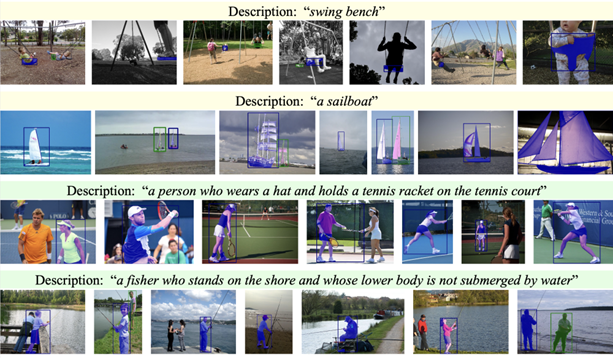 Description: “swing bench”
Description: “a sailboat”
Description: “a person who wears a hat and holds a tennis racket on the tennis court”
Description: “a fisher who stands on the shore and whose lower body is not submerged by water”